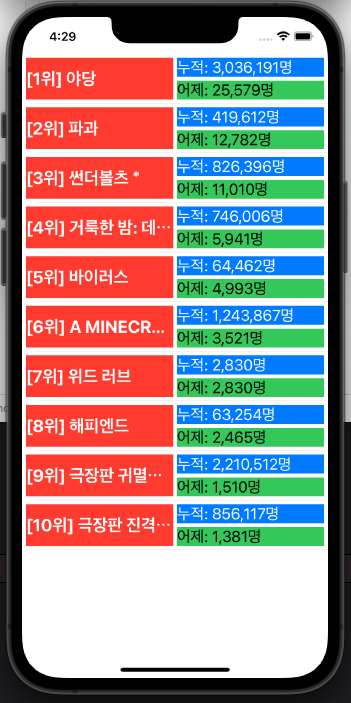 4:29
[1위] 야당
누적: 3,036,191명
어제: 25,579명
[2위] 파과
누적: 419,612명
어제: 12,782명
[3위] 썬더볼츠 *
누적: 826,396명
어제: 11,010명
[4위] 거룩한 밤: 데…
누적: 746,006명
어제: 5,941명
[5위] 바이러스
누적: 64,462명
어제: 4,993명
[6위] A MINECR…
누적: 1,243,867명
어제: 3,521명
[7위] 위드 러브
누적: 2,830명
어제: 2,830명
[8위] 해피엔드
누적: 63,254명
어제: 2,465명
[9위] 극장판 귀멸…
누적: 2,210,512명
어제: 1,510명
[10위] 극장판 진격…
누적: 856,117명
어제: 1,381명